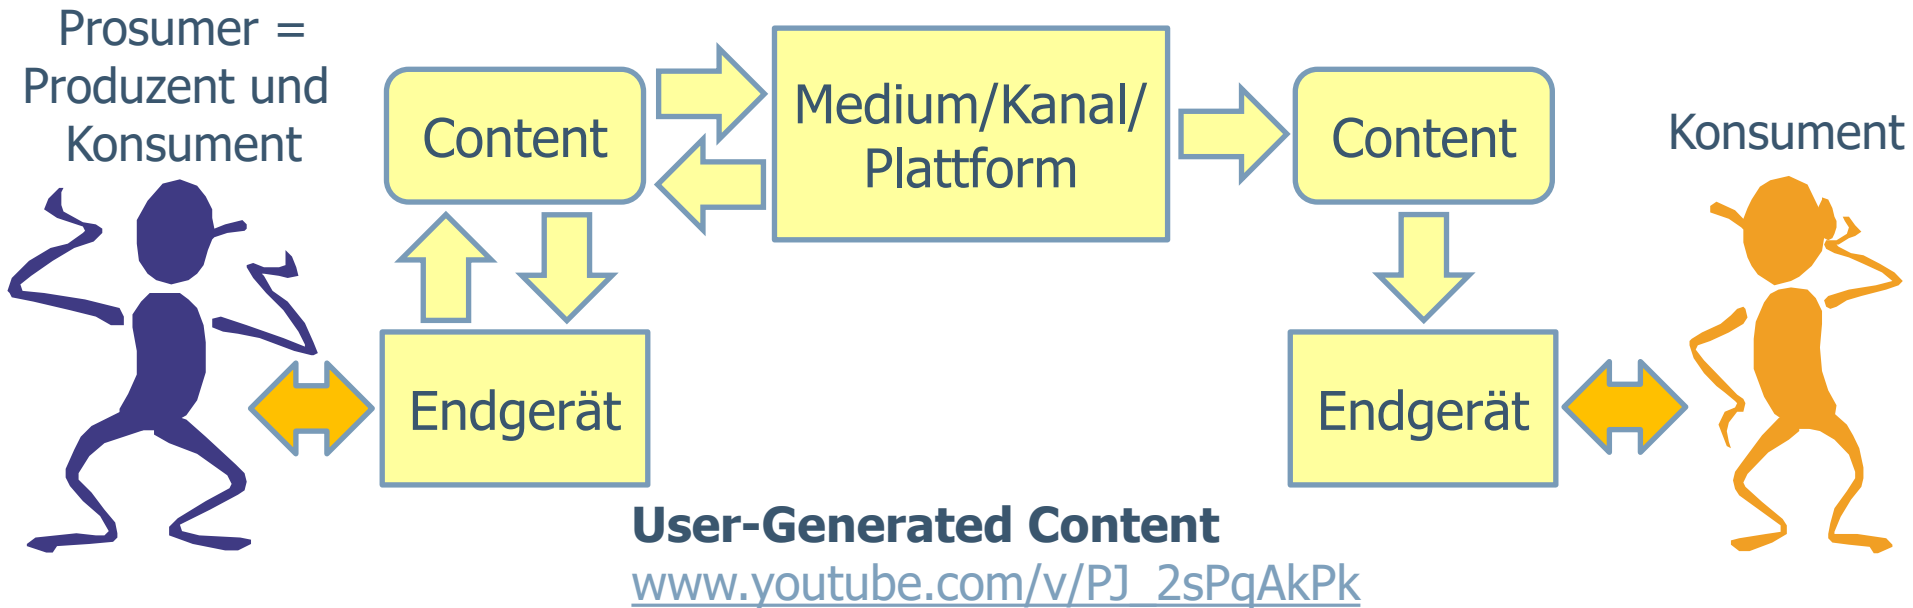 Prosumer =
Produzent und
Konsument
Content
Medium/Kanal/
Plattform
Content
Konsument
Endgerät
Endgerät
User-Generated Content
www.youtube.com/v/PJ_2sPqAkPk